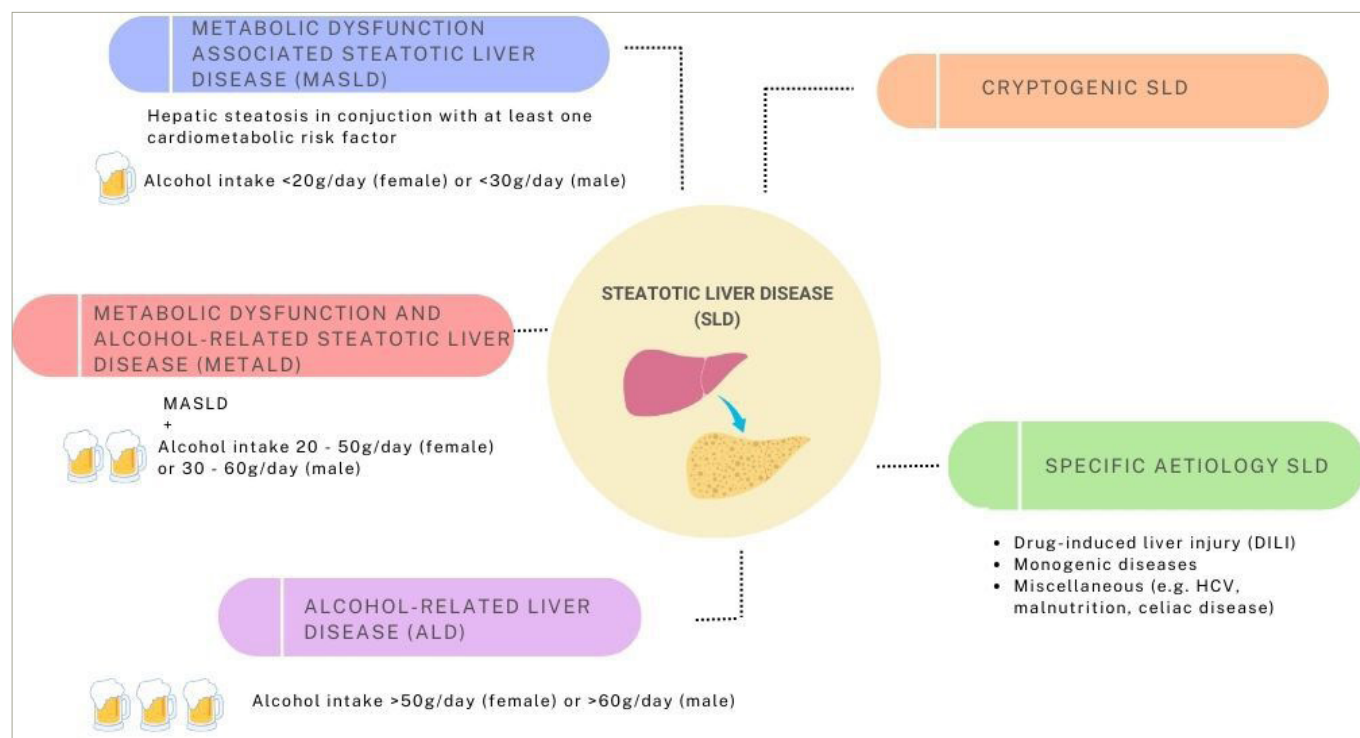 METABOLIC DYSFUNCTION
ASSOCIATED STEATOTIC LIVER
DISEASE (MASLD)
Hepatic steatosis in conjunction with at least one
cardiometabolic risk factor
Alcohol intake <20g/day (female) or <30g/day (male)
CRYPTOGENIC SLD
METABOLIC DYSFUNCTION AND
ALCOHOL-RELATED STEATOTIC LIVER
DISEASE (METALD)
MASLD
+
Alcohol intake 20 - 50g/day (female)
or 30 - 60g/day (male)
STEATOTIC LIVER DISEASE
(SLD)
SPECIFIC AETIOLOGY SLD
• Drug-induced liver injury (DILI)
• Monogenic diseases
• Miscellaneous (e.g. HCV,
malnutrition, celiac disease)
ALCOHOL-RELATED LIVER
DISEASE (ALD)
Alcohol intake >50g/day (female) or >60g/day (male)